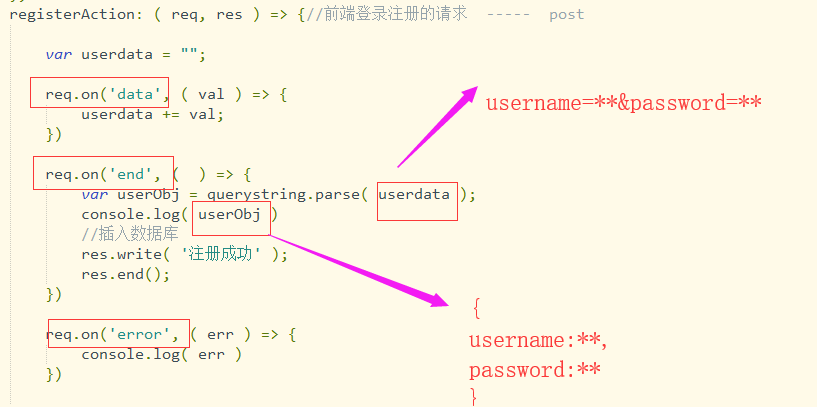 registerAction: ( req, res ) => {//前端登录注册的请求  -----  post
var userdata = "";
req.on('data', ( val ) => {
userdata += val;
})
username=**&password=**
req.on('end', (  ) => {
var userObj = querystring.parse( userdata );
console.log( userObj )
//插入数据库
res.write( '注册成功' );
res.end();
})
{
username:**,
password:**
}
req.on('error', ( err ) => {
console.log( err )
})